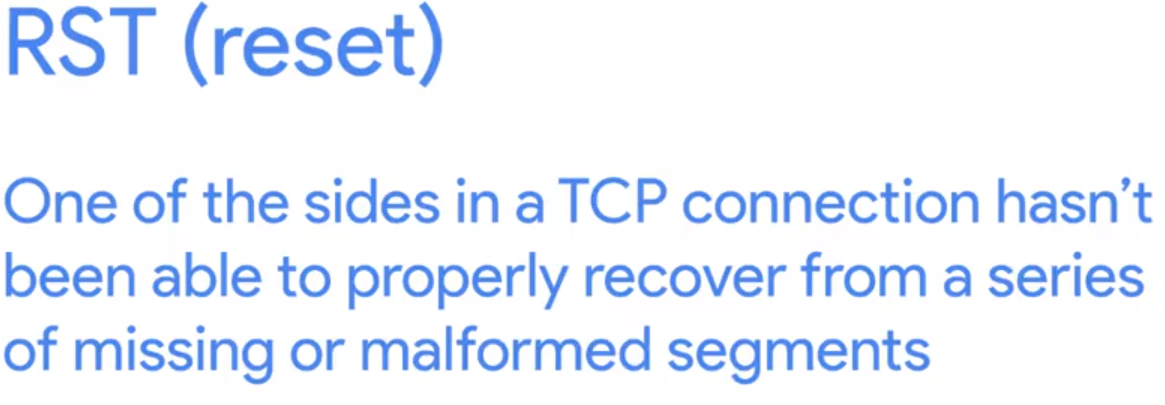 RST (reset)
One of the sides in a TCP connection hasn’t
been able to properly recover from a series
of missing or malformed segments